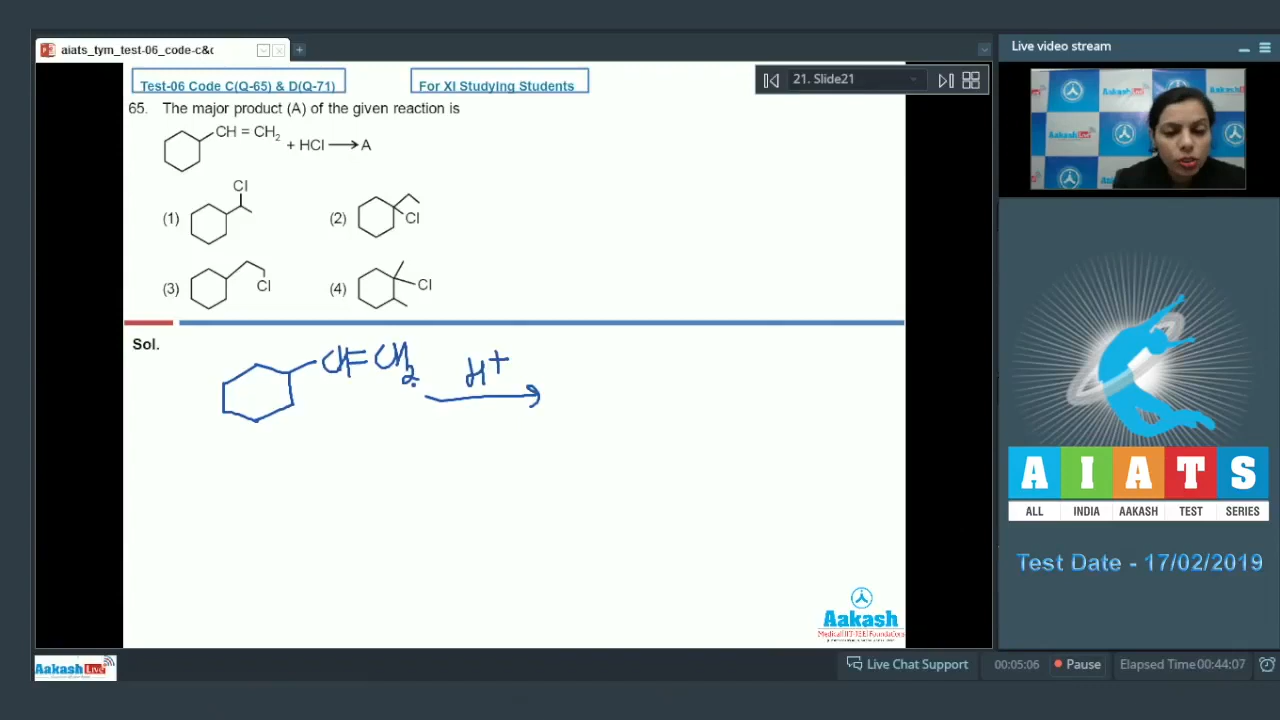 aiats_tym_test-06_code-c&c
Live video stream
Test-06 Code C(Q-65) & D(Q-71)
For XI Studying Students
21. Slide21
65. The major product (A) of the given reaction is
CH = CH2
+ HCl ⟶ A
(1) Cl
(2) Cl
(3) Cl
(4) Cl
Sol.
CH=CH2
H+
A I A T S
ALL INDIA AAKASH TEST SERIES
Test Date - 17/02/2019
Aakash
Medical|IIT-JEE|Foundations
Aakash Live
Live Chat Support
00:05:06
Pause
Elapsed Time 00:44:07